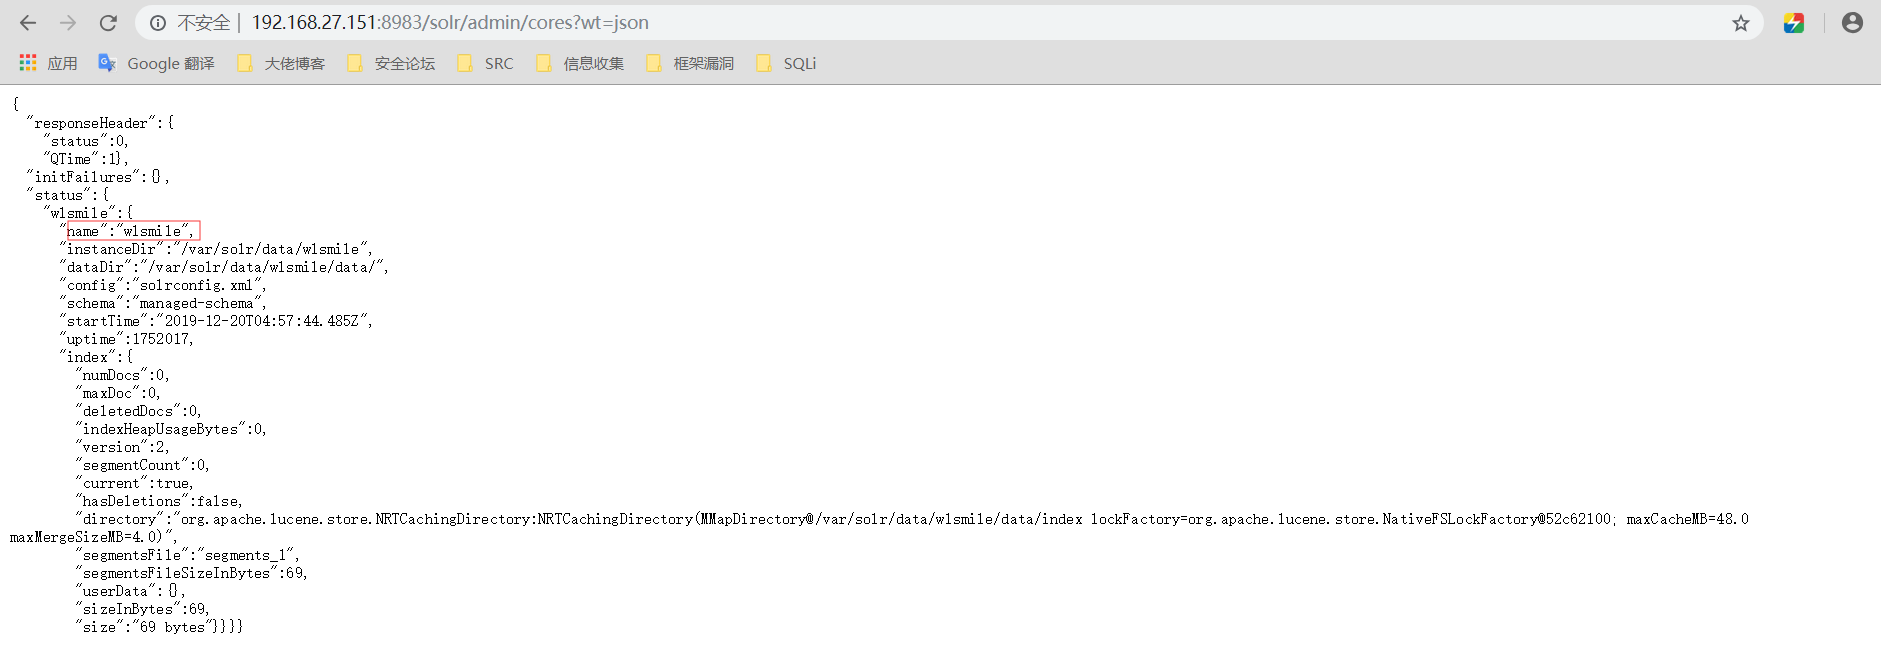 不安全 | 192.168.27.151:8983/solr/admin/cores?wt=json
应用 Google 翻译 大佬博客 安全论坛 SRC 信息收集 框架漏洞 SQLi
{
"responseHeader":{
"status":0,
"QTime":1},
"initFailures":{},
"status":{
"wlsmile":{
"name":"wlsmile",
"instanceDir":"/var/solr/data/wlsmile",
"dataDir":"/var/solr/data/wlsmile/data/",
"config":"solrconfig.xml",
"schema":"managed-schema",
"startTime":"2019-12-20T04:57:44.485Z",
"uptime":1752017,
"index":{
"numDocs":0,
"maxDoc":0,
"deletedDocs":0,
"indexHeapUsageBytes":0,
"version":2,
"segmentCount":0,
"current":true,
"hasDeletions":false,
"directory":"org.apache.lucene.store.NRTCachingDirectory:NRTCachingDirectory(MMapDirectory@/var/solr/data/wlsmile/data/index lockFactory=org.apache.lucene.store.NativeFSLockFactory@52c62100; maxCacheMB=48.0
maxMergeSizeMB=4.0)",
"segmentsFile":"segments_1",
"segmentsFileSizeInBytes":69,
"userData":{},
"sizeInBytes":69,
"size":"69 bytes"}}}}